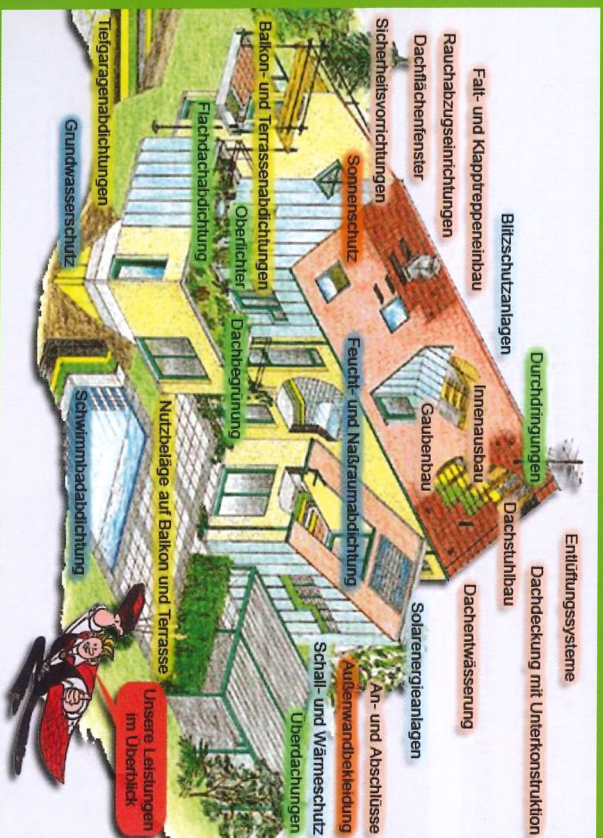 Entlüftungssysteme
Dachdeckung mit Unterkonstruktion
Durchdringungen
Blitzschutzanlagen
Dachstuhlbau
Dachentwässerung
Falt- und Klapptreppeneinbau
Innenausbau
Rauchabzugseinrichtungen
Gaubenbau
Dachflächenfenster
Solarenergieanlagen
Sicherheitsvorrichtungen
An- und Abschlüsse
Sonnenschutz
Feucht- und Naßraumabdichtung
Außenwandbekleidung
Schall- und Wärmeschutz
Überdachungen
Balkon- und Terrassenabdichtungen
Oberlichter
Dachbegrünung
Flachdachabdichtung
Nutzbeläge auf Balkon und Terrasse
Tiefgaragenabdichtungen
Grundwasserschutz
Schwimmbadabdichtung
Unsere Leistungen
im Überblick